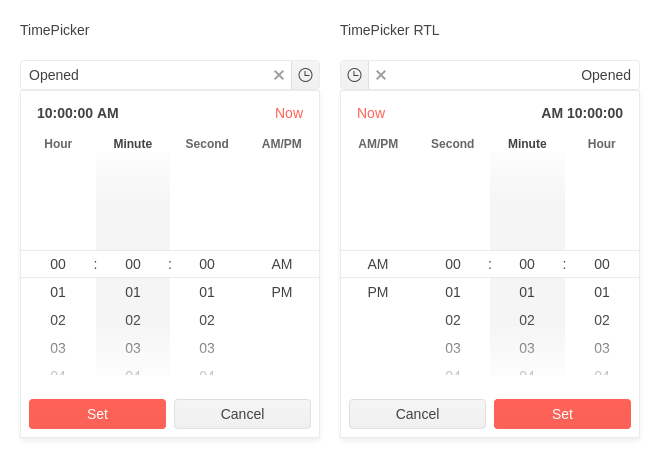 TimePicker
Opened
10:00:00 AM Now
Hour Minute Second AM/PM
00 : 00 : 00 AM
01 01 01 PM
02 02 02
03 03 03
04 04 04
Set Cancel
TimePicker RTL
Opened
Now AM 10:00:00
AM/PM Second Minute Hour
AM 00 : 00 : 00
PM 01 01 01
02 02 02
03 03 03
04 04 04
Cancel Set